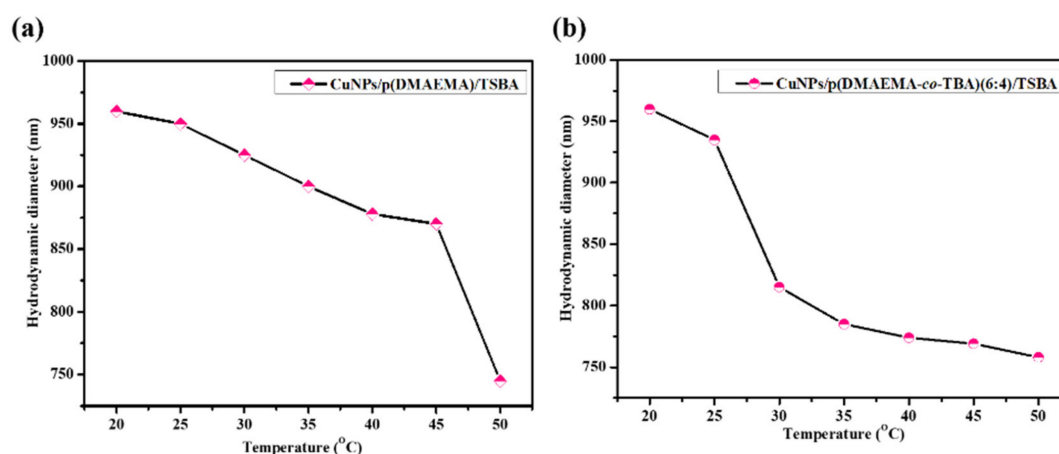 (a)
CuNPs/p(DMAEMA)/TSBA
Hydrodynamic diameter (nm)
1000
950
900
850
800
750
20 25 30 35 40 45 50
Temperature (°C)
(b)
CuNPs/p(DMAEMA-co-TBA)(6:4)/TSBA
Hydrodynamic diameter (nm)
1000
950
900
850
800
750
20 25 30 35 40 45 50
Temperature (°C)